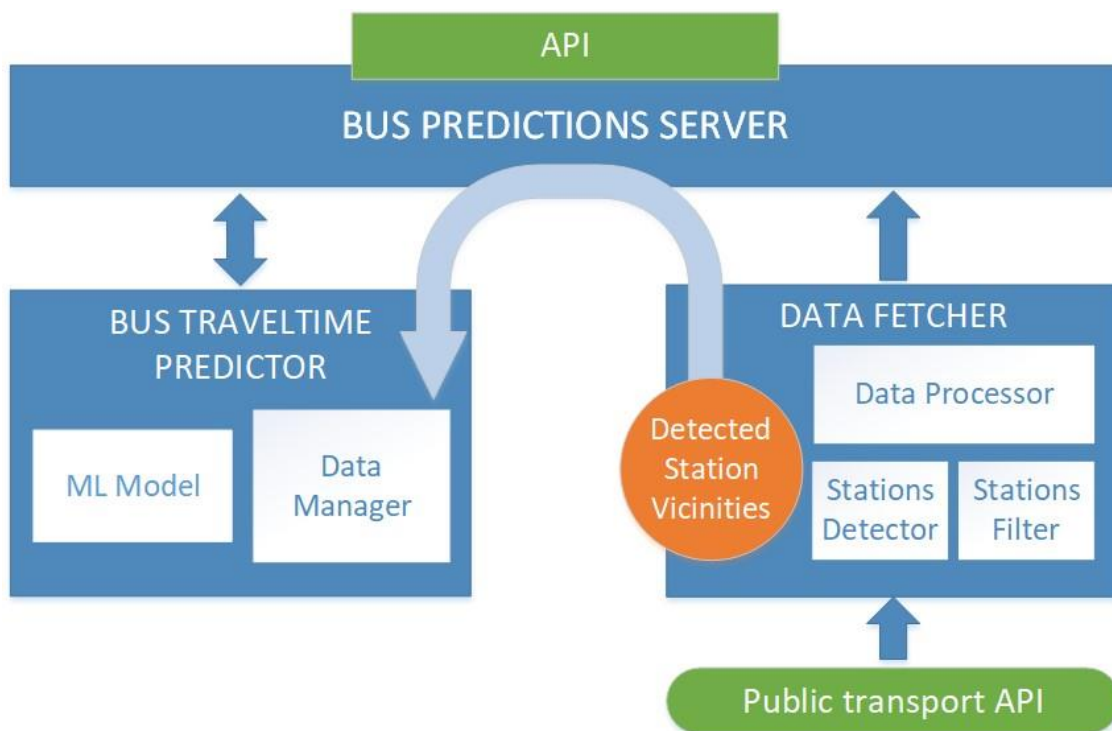 API
BUS PREDICTIONS SERVER
BUS TRAVELTIME
PREDICTOR
ML Model
Data
Manager
DATA FETCHER
Data Processor
Detected
Station
Vicinities
Stations
Detector
Stations
Filter
Public transport API